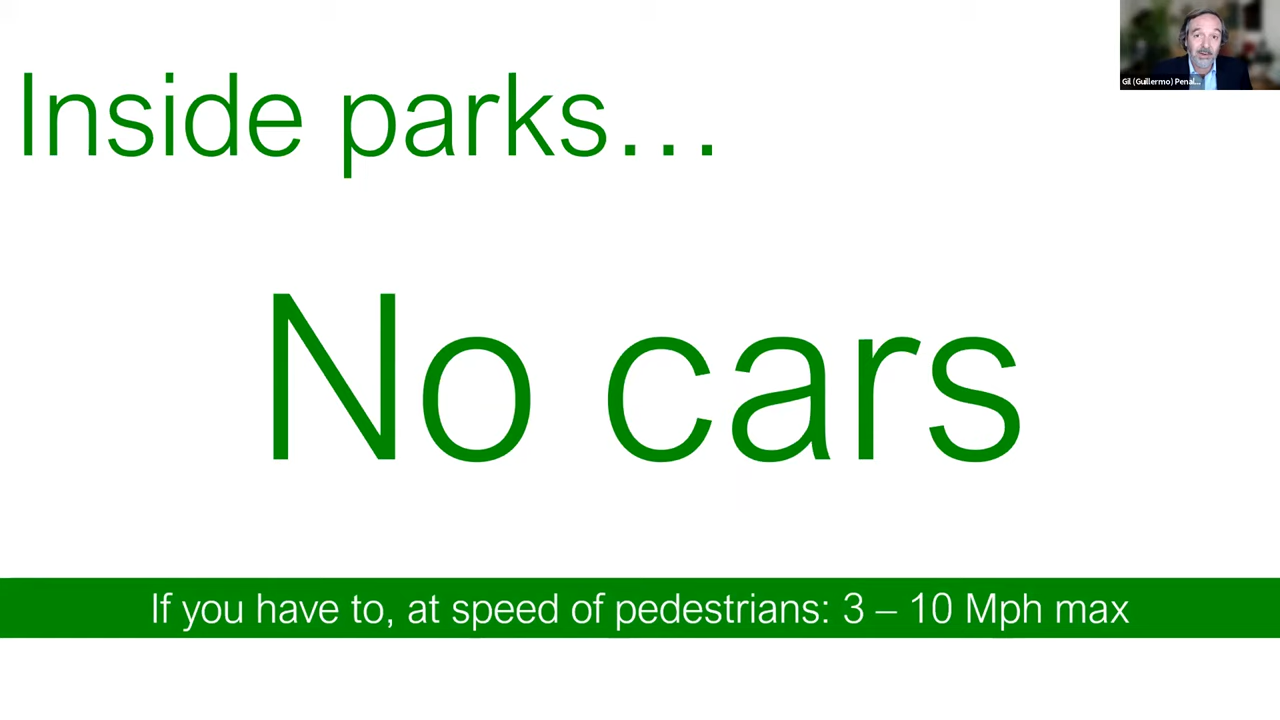 Gil (Guillermo) Penal...
Inside parks...
No cars
If you have to, at speed of pedestrians: 3 – 10 Mph max